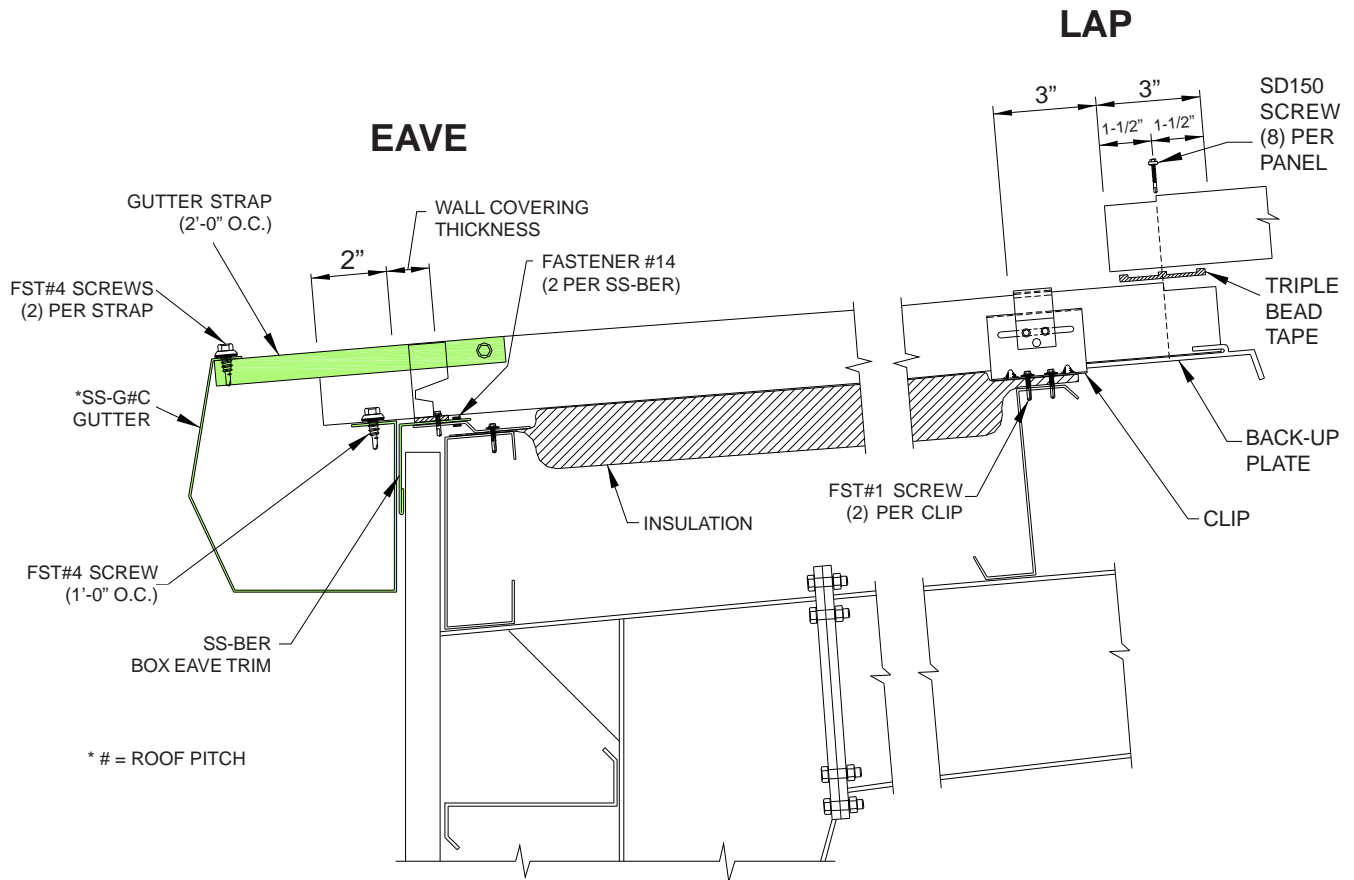 LAP
3”
3”
1-1/2”
1-1/2”
SD150
SCREW
(8) PER
PANEL
EAVE
GUTTER STRAP
(2’-0” O.C.)
WALL COVERING
THICKNESS
2”
FASTENER #14
(2 PER SS-BER)
FST#4 SCREWS
(2) PER STRAP
TRIPLE
BEAD
TAPE
*SS-G#C
GUTTER
BACK-UP
PLATE
FST#1 SCREW
(2) PER CLIP
CLIP
INSULATION
FST#4 SCREW
(1’-0” O.C.)
SS-BER
BOX EAVE TRIM
* # = ROOF PITCH